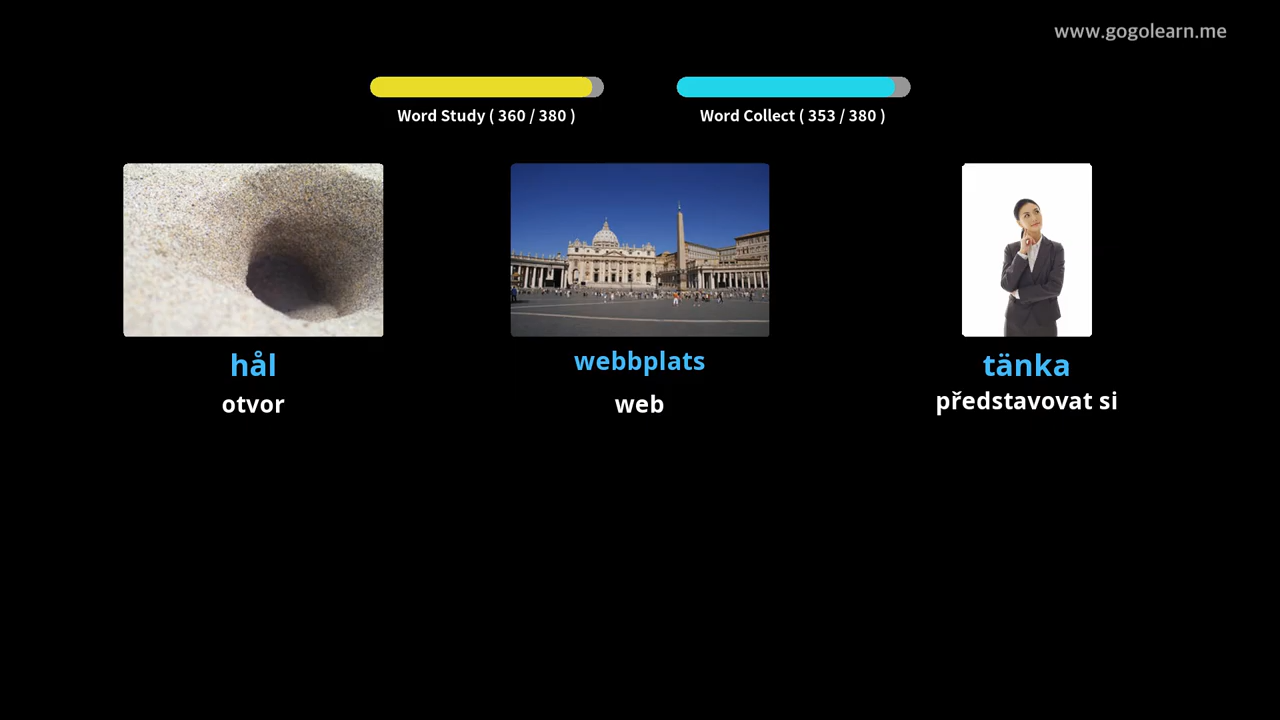 www.gogolearn.me
Word Study ( 360 / 380 )
Word Collect ( 353 / 380 )
hål
webbplats
tänka
otvor
web
představovat si